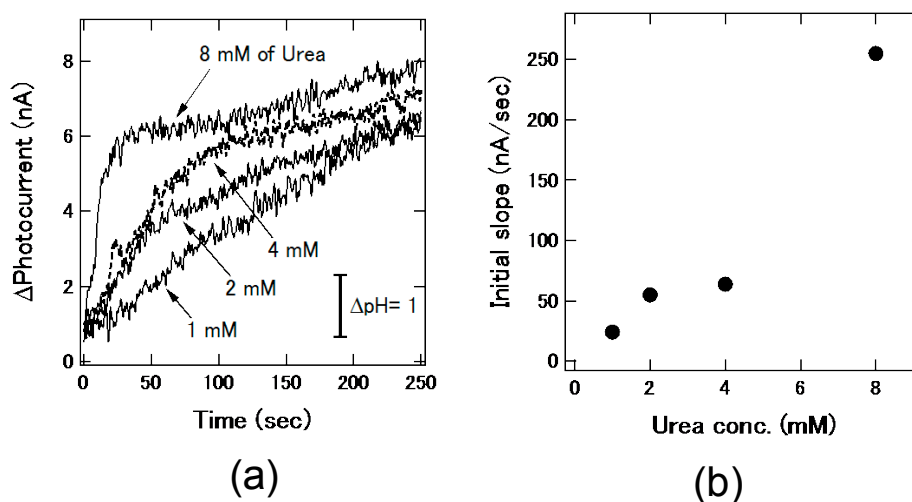 8 mM of Urea
4 mM
2 mM
1 mM
ΔpH= 1
ΔPhotocurrent (nA)
8
6
4
2
0
0 50 100 150 200 250
Time (sec)
(a)
Initial slope (nA/sec)
250
200
150
100
50
0
0 2 4 6 8
Urea conc. (mM)
(b)